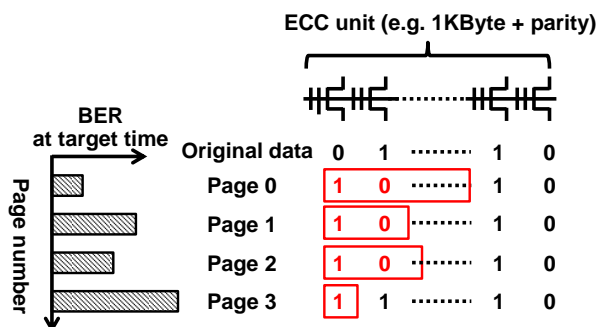 ECC unit (e.g. 1KByte + parity)
BER
at target time
Page number
Original data 0 1 1 0
Page 0 1 0 1 0
Page 1 1 0 1 0
Page 2 1 0 1 0
Page 3 1 1 1 0